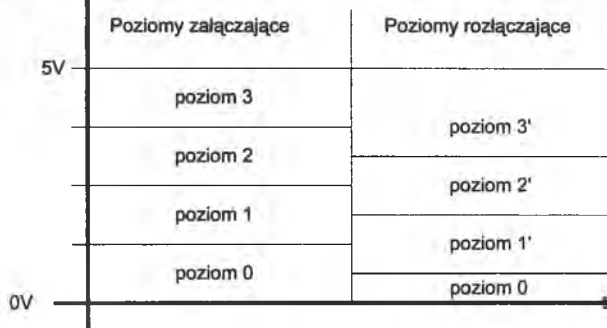 Poziomy załączające
Poziomy rozłączające
5V
poziom 3
poziom 3'
poziom 2
poziom 2'
poziom 1
poziom 1'
poziom 0
poziom 0
0V